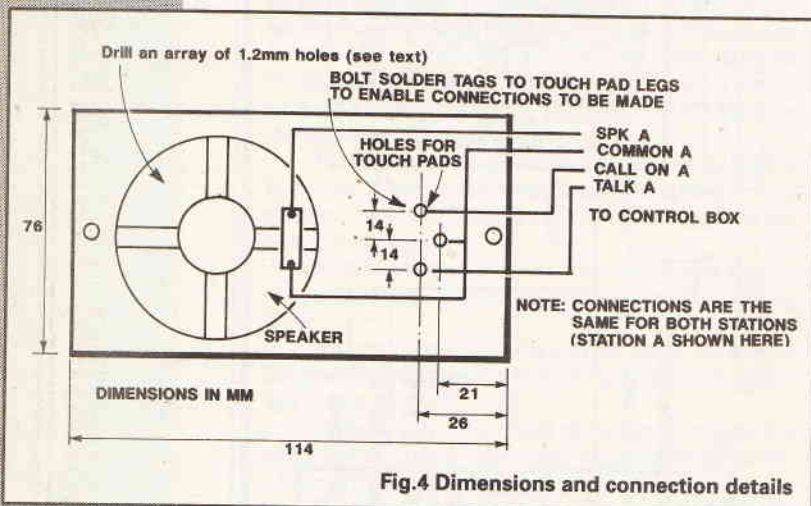 Drill an array of 1.2mm holes (see text)
BOLT SOLDER TAGS TO TOUCH PAD LEGS
TO ENABLE CONNECTIONS TO BE MADE
HOLES FOR
TOUCH PADS
SPK A
COMMON A
CALL ON A
TALK A
TO CONTROL BOX
76
14
14
NOTE: CONNECTIONS ARE THE
SAME FOR BOTH STATIONS
(STATION A SHOWN HERE)
SPEAKER
DIMENSIONS IN MM
21
26
114
Fig.4 Dimensions and connection details